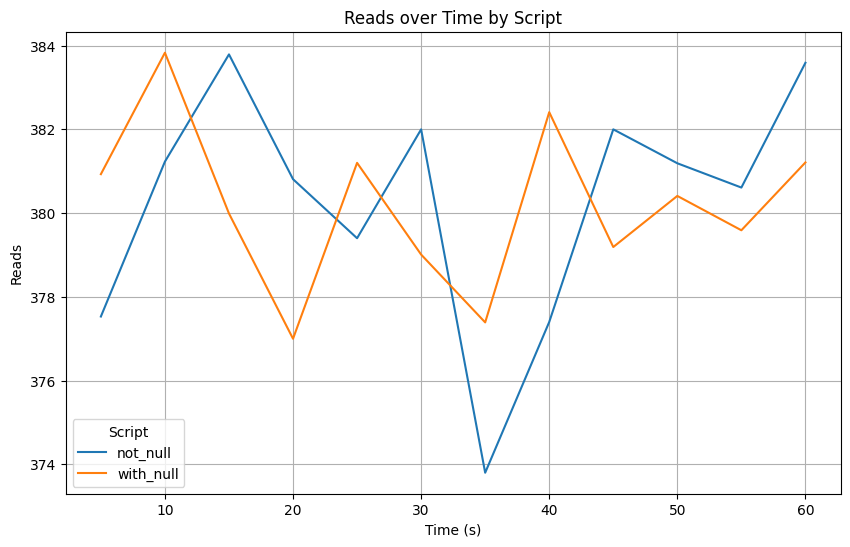 Reads over Time by Script
384
382
380
378
376
374
Reads
Script
not_null
with_null
10 20 30 40 50 60
Time (s)